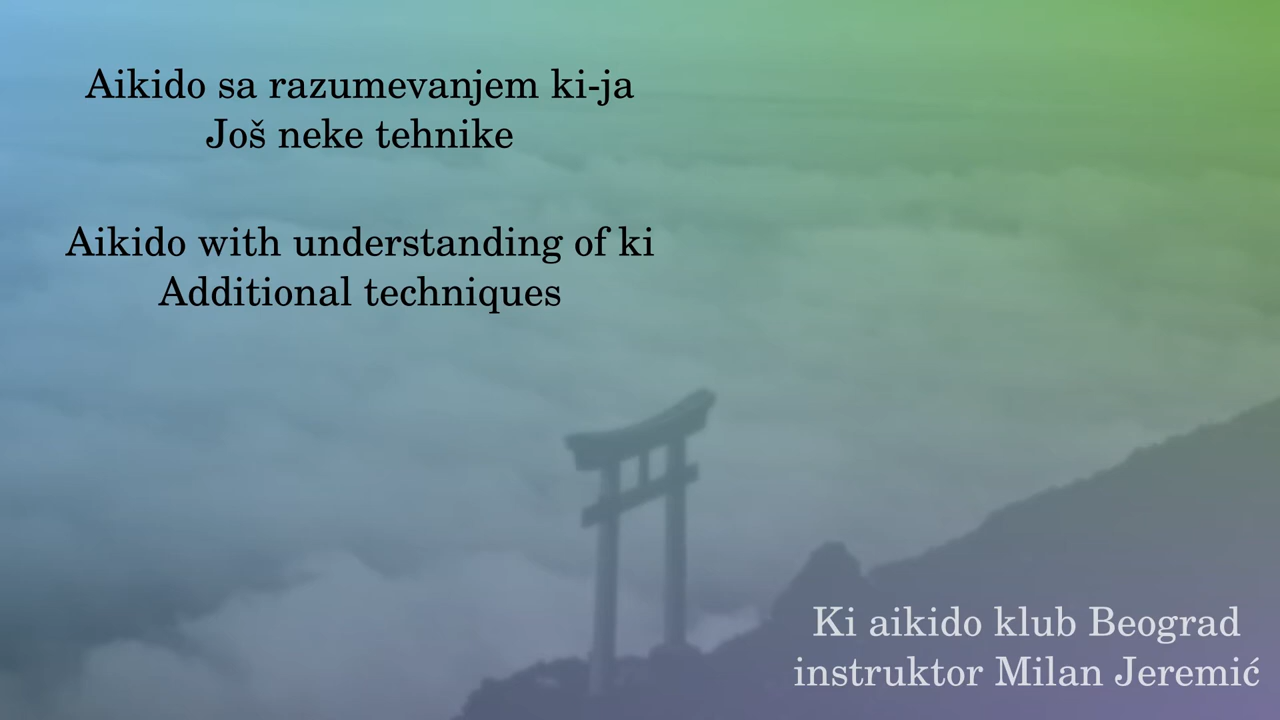 Aikido sa razumevanjem ki-ja
Još neke tehnike
Aikido with understanding of ki
Additional techniques
Ki aikido klub Beograd
instruktor Milan Jeremić